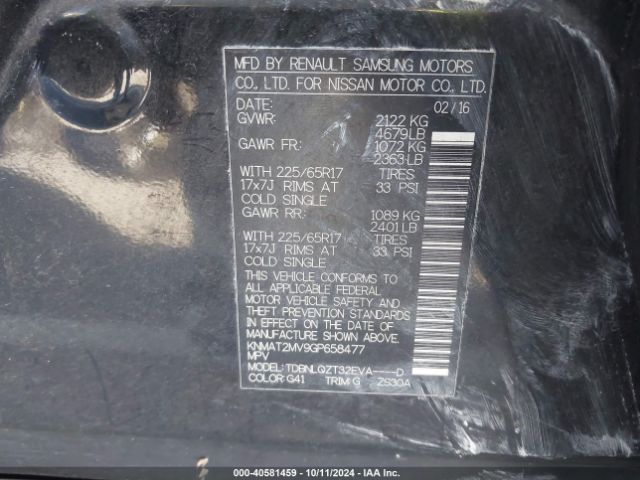 MFD BY RENAULT SAMSUNG MOTORS
CO., LTD. FOR NISSAN MOTOR CO., LTD.
DATE: 02/16
GVWR: 2122 KG
4679 LB
GAWR FR: 1072 KG
2363 LB
WITH 225/65R17 TIRES
17x7J RIMS AT 33 PSI
COLD SINGLE
GAWR RR: 1089 KG
2401 LB
WITH 225/65R17 TIRES
17x7J RIMS AT 33 PSI
COLD SINGLE
THIS VEHICLE CONFORMS TO
ALL APPLICABLE FEDERAL
MOTOR VEHICLE SAFETY AND
THEFT PREVENTION STANDARDS
IN EFFECT ON THE DATE OF
MANUFACTURE SHOWN ABOVE.
KNMAT2MV9GP658477
MPV
MODEL: TDBNLQZT32EVA----D
COLOR: G41 TRIM: G ZS30A
000-40581459 - 10/11/2024 - IAA Inc.